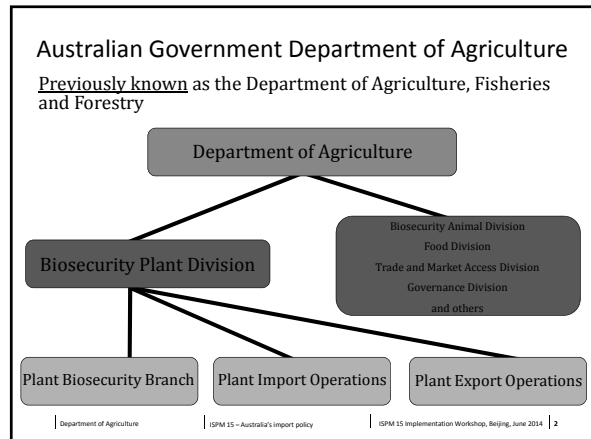 Australian Government Department of Agriculture
Previously known as the Department of Agriculture, Fisheries
and Forestry
Department of Agriculture
Biosecurity Plant Division
Biosecurity Animal Division
Food Division
Trade and Market Access Division
Governance Division
and others
Plant Biosecurity Branch
Plant Import Operations
Plant Export Operations
Department of Agriculture
ISPM 15 – Australia's import policy
ISPM 15 Implementation Workshop, Beijing, June 2014
2